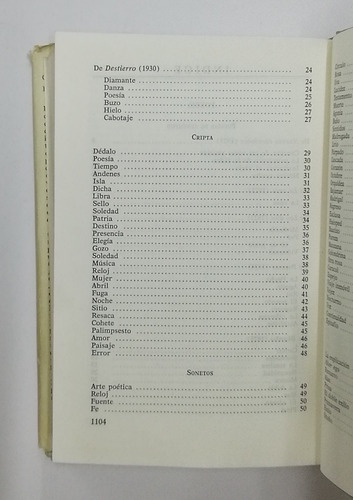 De Destierro (1930) 24
Diamante 24
Danza 24
Poesía 25
Buzo 26
Hielo 27
Cabotaje 27
CRIPTA
Dédalo 29
Poesía 30
Tiempo 30
Andenes 31
Isla 31
Dicha 32
Libra 33
Sello 33
Soledad 34
Patria 34
Destino 35
Presencia 36
Elegía 36
Gozo 37
Soledad 38
Música 38
Reloj 39
Mujer 40
Abril 40
Fuga 41
Noche 42
Sitio 43
Resaca 44
Cohete 45
Palimpsesto 45
Amor 46
Paisaje 46
Error 48
SONETOS
Arte poética 49
Reloj 49
Fuente 50
Fe 50
1104